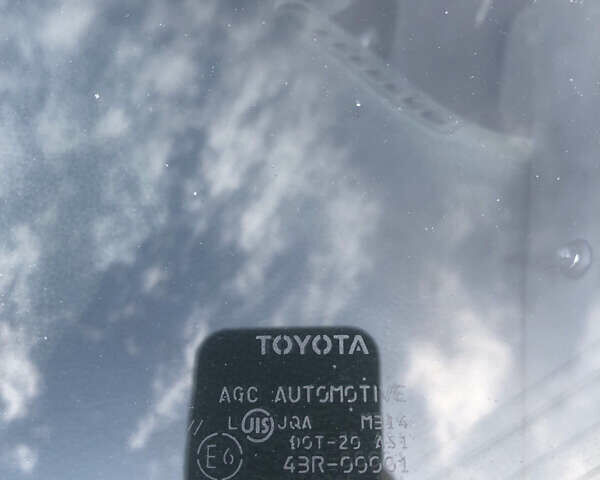 TOYOTA
AGC AUTOMOTIVE
L JIS JQA M314
DOT-20 AS1
E6 43R-00001